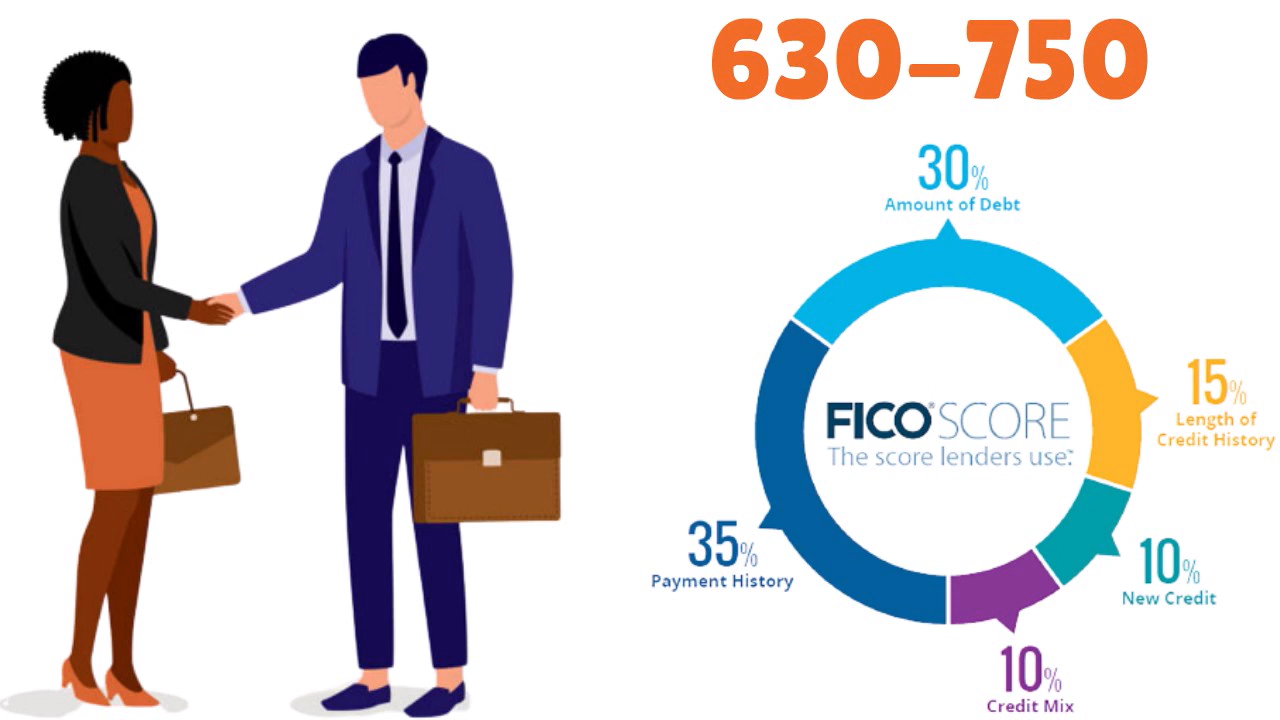 630–750
30%
Amount of Debt
15%
Length of
Credit History
FICO® SCORE
The score lenders use.™
35%
Payment History
10%
New Credit
10%
Credit Mix